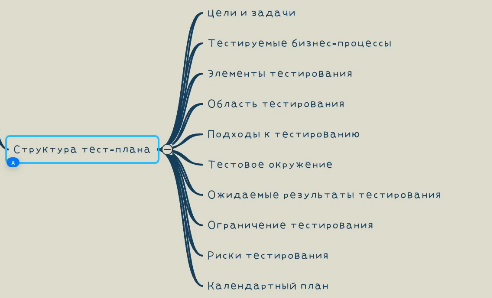 Цели и задачи
Тестируемые бизнес-процессы
Элементы тестирования
Область тестирования
Подходы к тестированию
Структура тест-плана
Тестовое окружение
Ожидаемые результаты тестирования
Ограничение тестирования
Риски тестирования
Календартный план